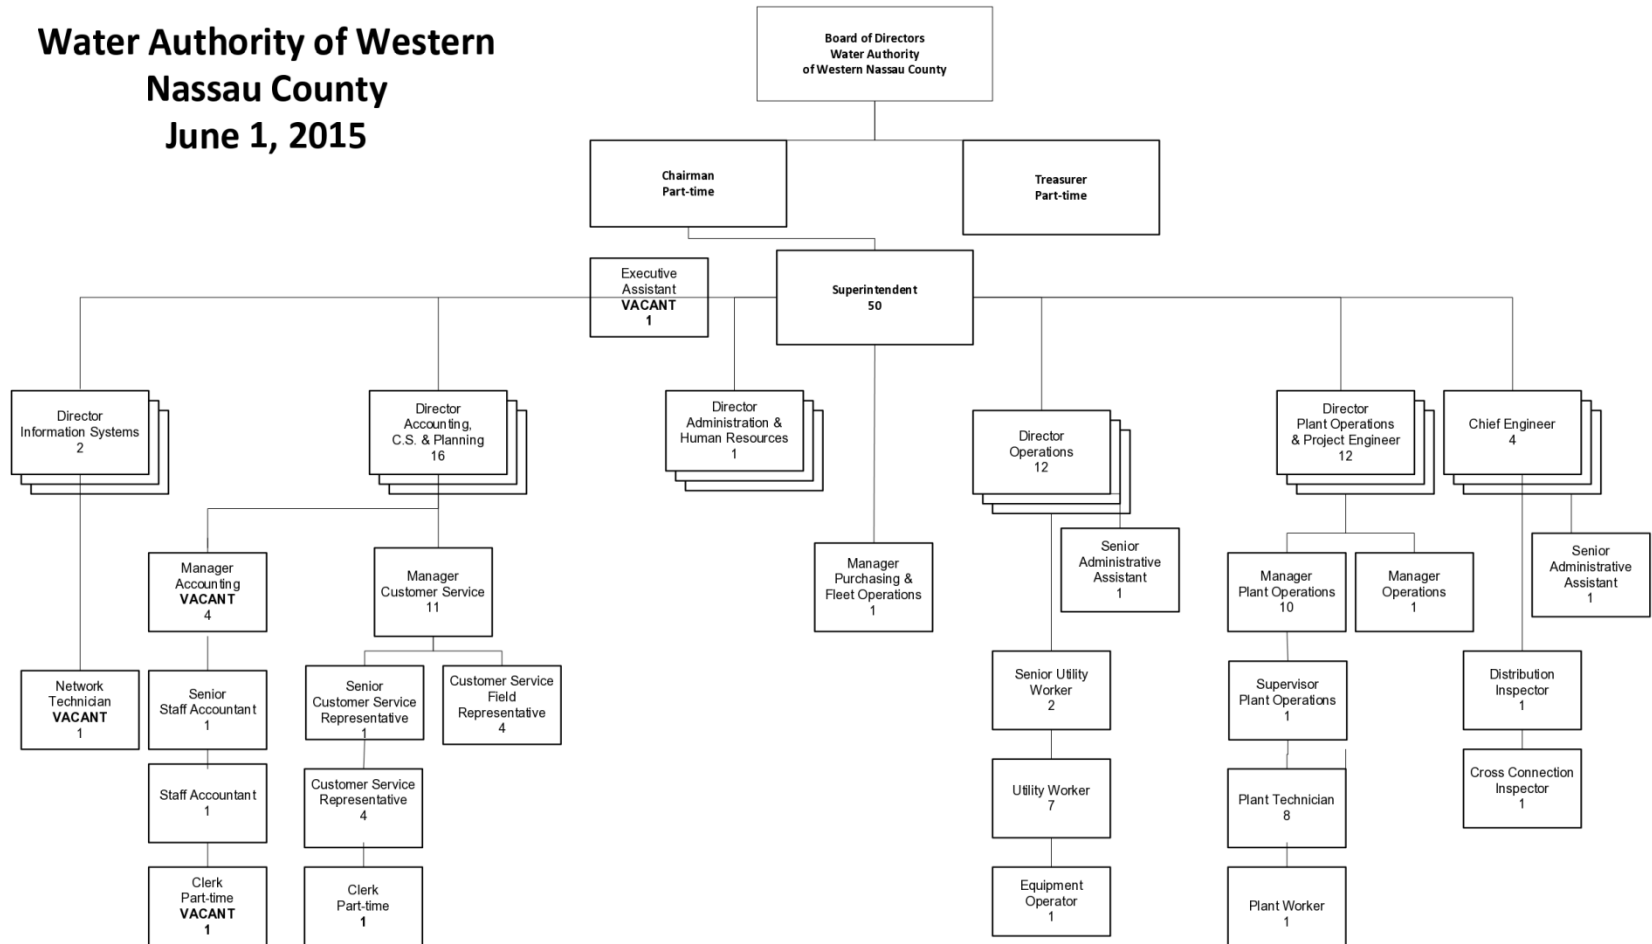 Water Authority of Western
Nassau County
June 1, 2015
Board of Directors
Water Authority
of Western Nassau County
Chairman
Part-time
Treasurer
Part-time
Executive
Assistant
VACANT
1
Superintendent
50
Director
Information Systems
2
Director
Accounting,
C.S. & Planning
16
Director
Administration &
Human Resources
1
Director
Operations
12
Director
Plant Operations
& Project Engineer
12
Chief Engineer
4
Manager
Accounting
VACANT
4
Manager
Customer Service
11
Manager
Purchasing &
Fleet Operations
1
Senior
Administrative
Assistant
1
Manager
Plant Operations
10
Manager
Operations
1
Senior
Administrative
Assistant
1
Network
Technician
VACANT
1
Senior
Staff Accountant
1
Senior
Customer Service
Representative
1
Customer Service
Field
Representative
4
Senior Utility
Worker
2
Supervisor
Plant Operations
1
Distribution
Inspector
1
Staff Accountant
1
Customer Service
Representative
4
Utility Worker
7
Plant Technician
8
Cross Connection
Inspector
1
Clerk
Part-time
VACANT
1
Clerk
Part-time
1
Equipment
Operator
1
Plant Worker
1